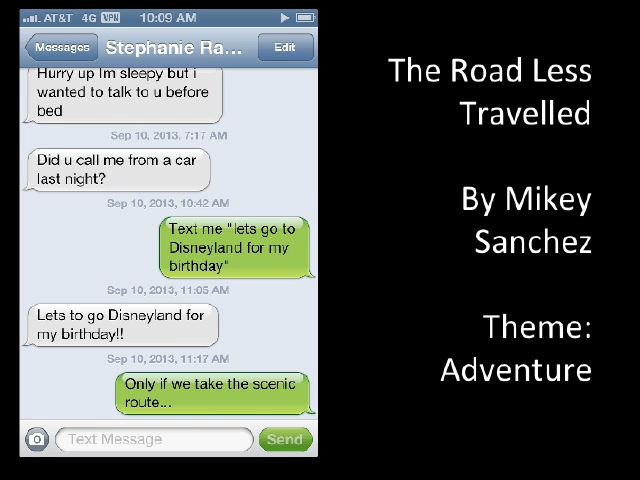 AT&T 4G VPN 10:09 AM
Messages Stephanie Ra... Edit
Hurry up Im sleepy but i
wanted to talk to u before
bed
Sep 10, 2013, 7:17 AM
Did u call me from a car
last night?
Sep 10, 2013, 10:42 AM
Text me "lets go to
Disneyland for my
birthday"
Sep 10, 2013, 11:05 AM
Lets to go Disneyland for
my birthday!!
Sep 10, 2013, 11:17 AM
Only if we take the scenic
route...
Text Message Send
The Road Less
Travelled
By Mikey
Sanchez
Theme:
Adventure